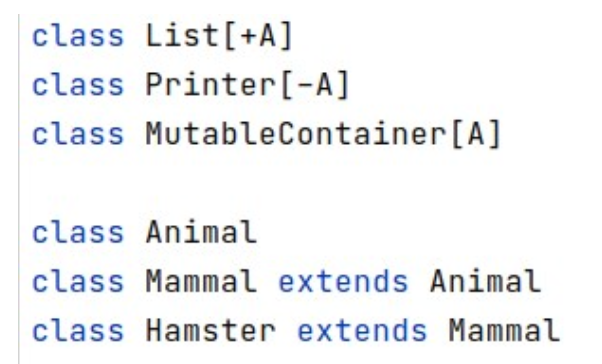 class List[+A]
class Printer[-A]
class MutableContainer[A]
class Animal
class Mammal extends Animal
class Hamster extends Mammal